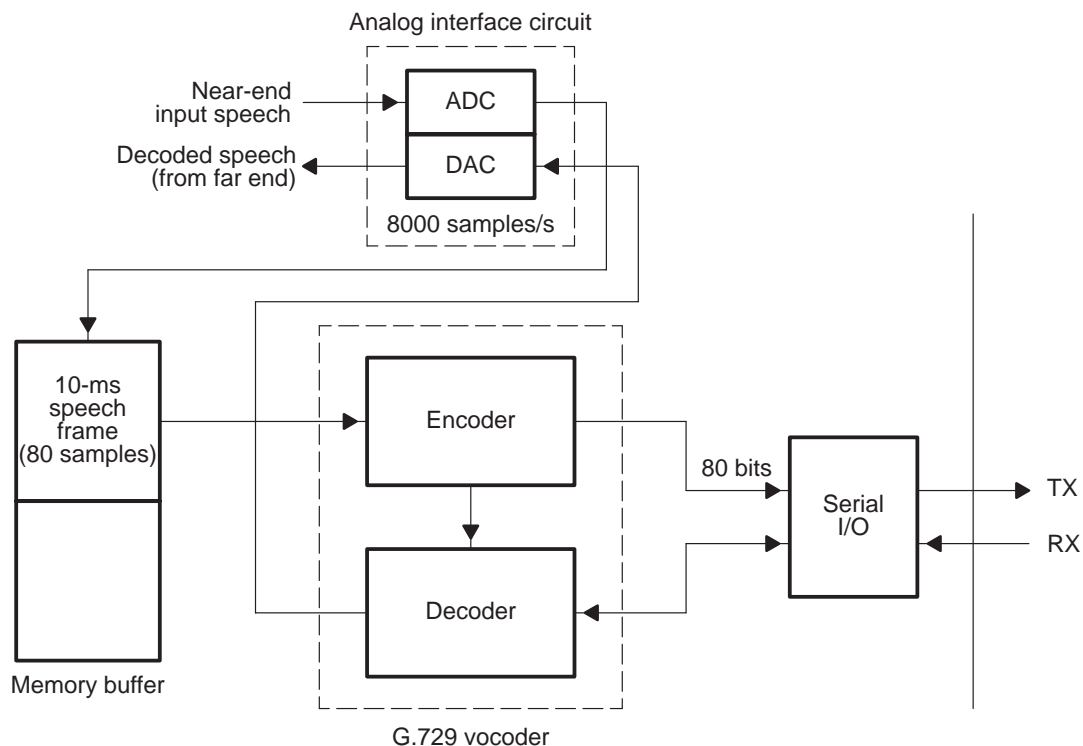 Analog interface circuit
Near-end
input speech
ADC
Decoded speech
(from far end)
DAC
8000 samples/s
10-ms
speech
frame
(80 samples)
Encoder
80 bits
Serial
I/O
TX
RX
Decoder
Memory buffer
G.729 vocoder